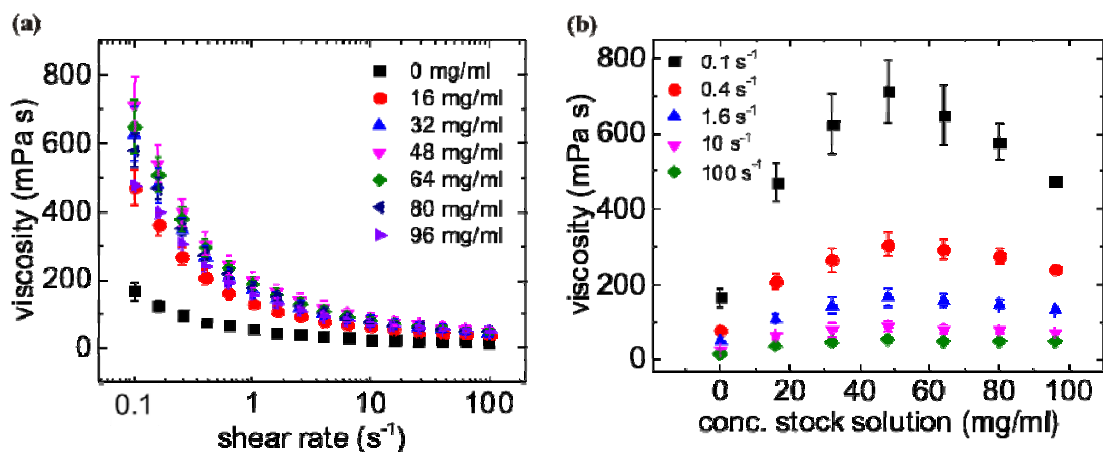 (a)
800
600
400
200
0
0.1
1
10
100
viscosity (mPa s)
shear rate (s⁻¹)
0 mg/ml
16 mg/ml
32 mg/ml
48 mg/ml
64 mg/ml
80 mg/ml
96 mg/ml
(b)
800
600
400
200
0
0
20
40
60
80
100
viscosity (mPa s)
conc. stock solution (mg/ml)
0.1 s⁻¹
0.4 s⁻¹
1.6 s⁻¹
10 s⁻¹
100 s⁻¹